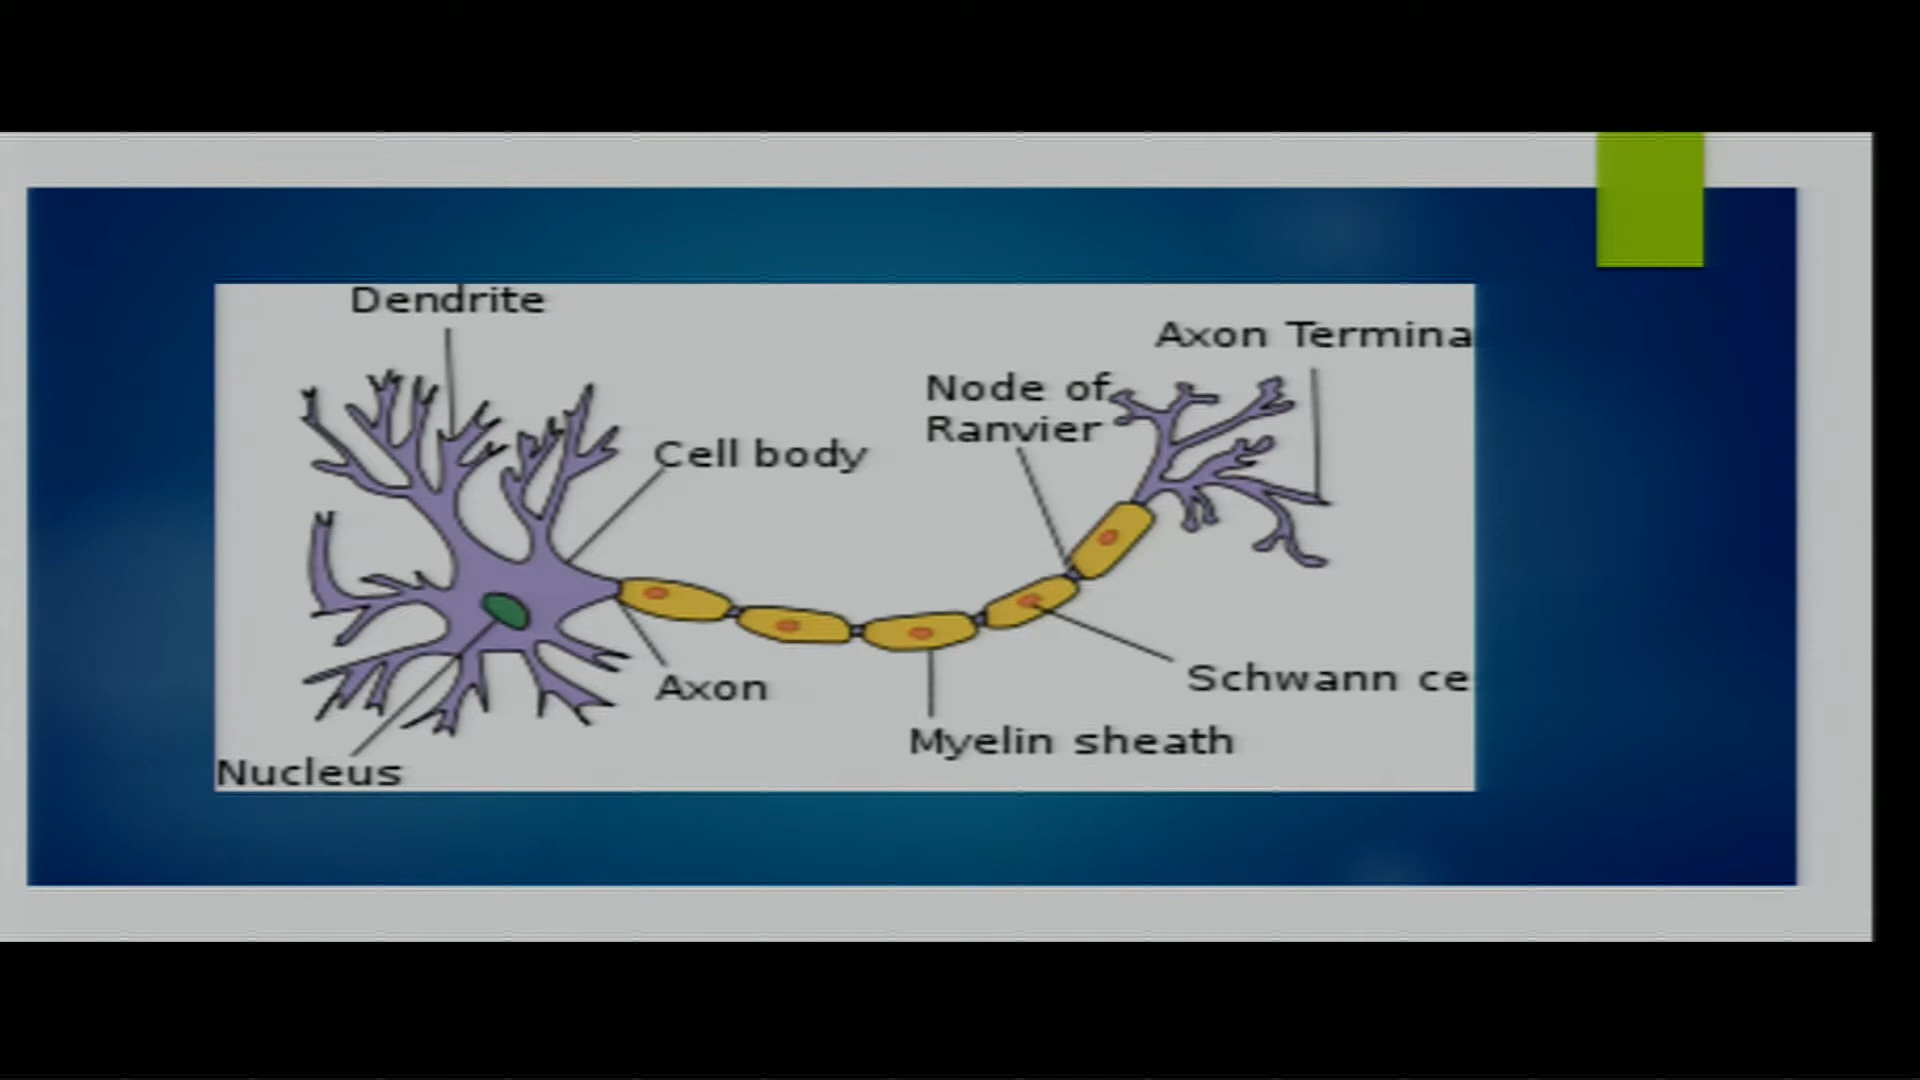 Dendrite
Axon Termina
Node of
Ranvier
Cell body
Axon
Schwann ce
Myelin sheath
Nucleus